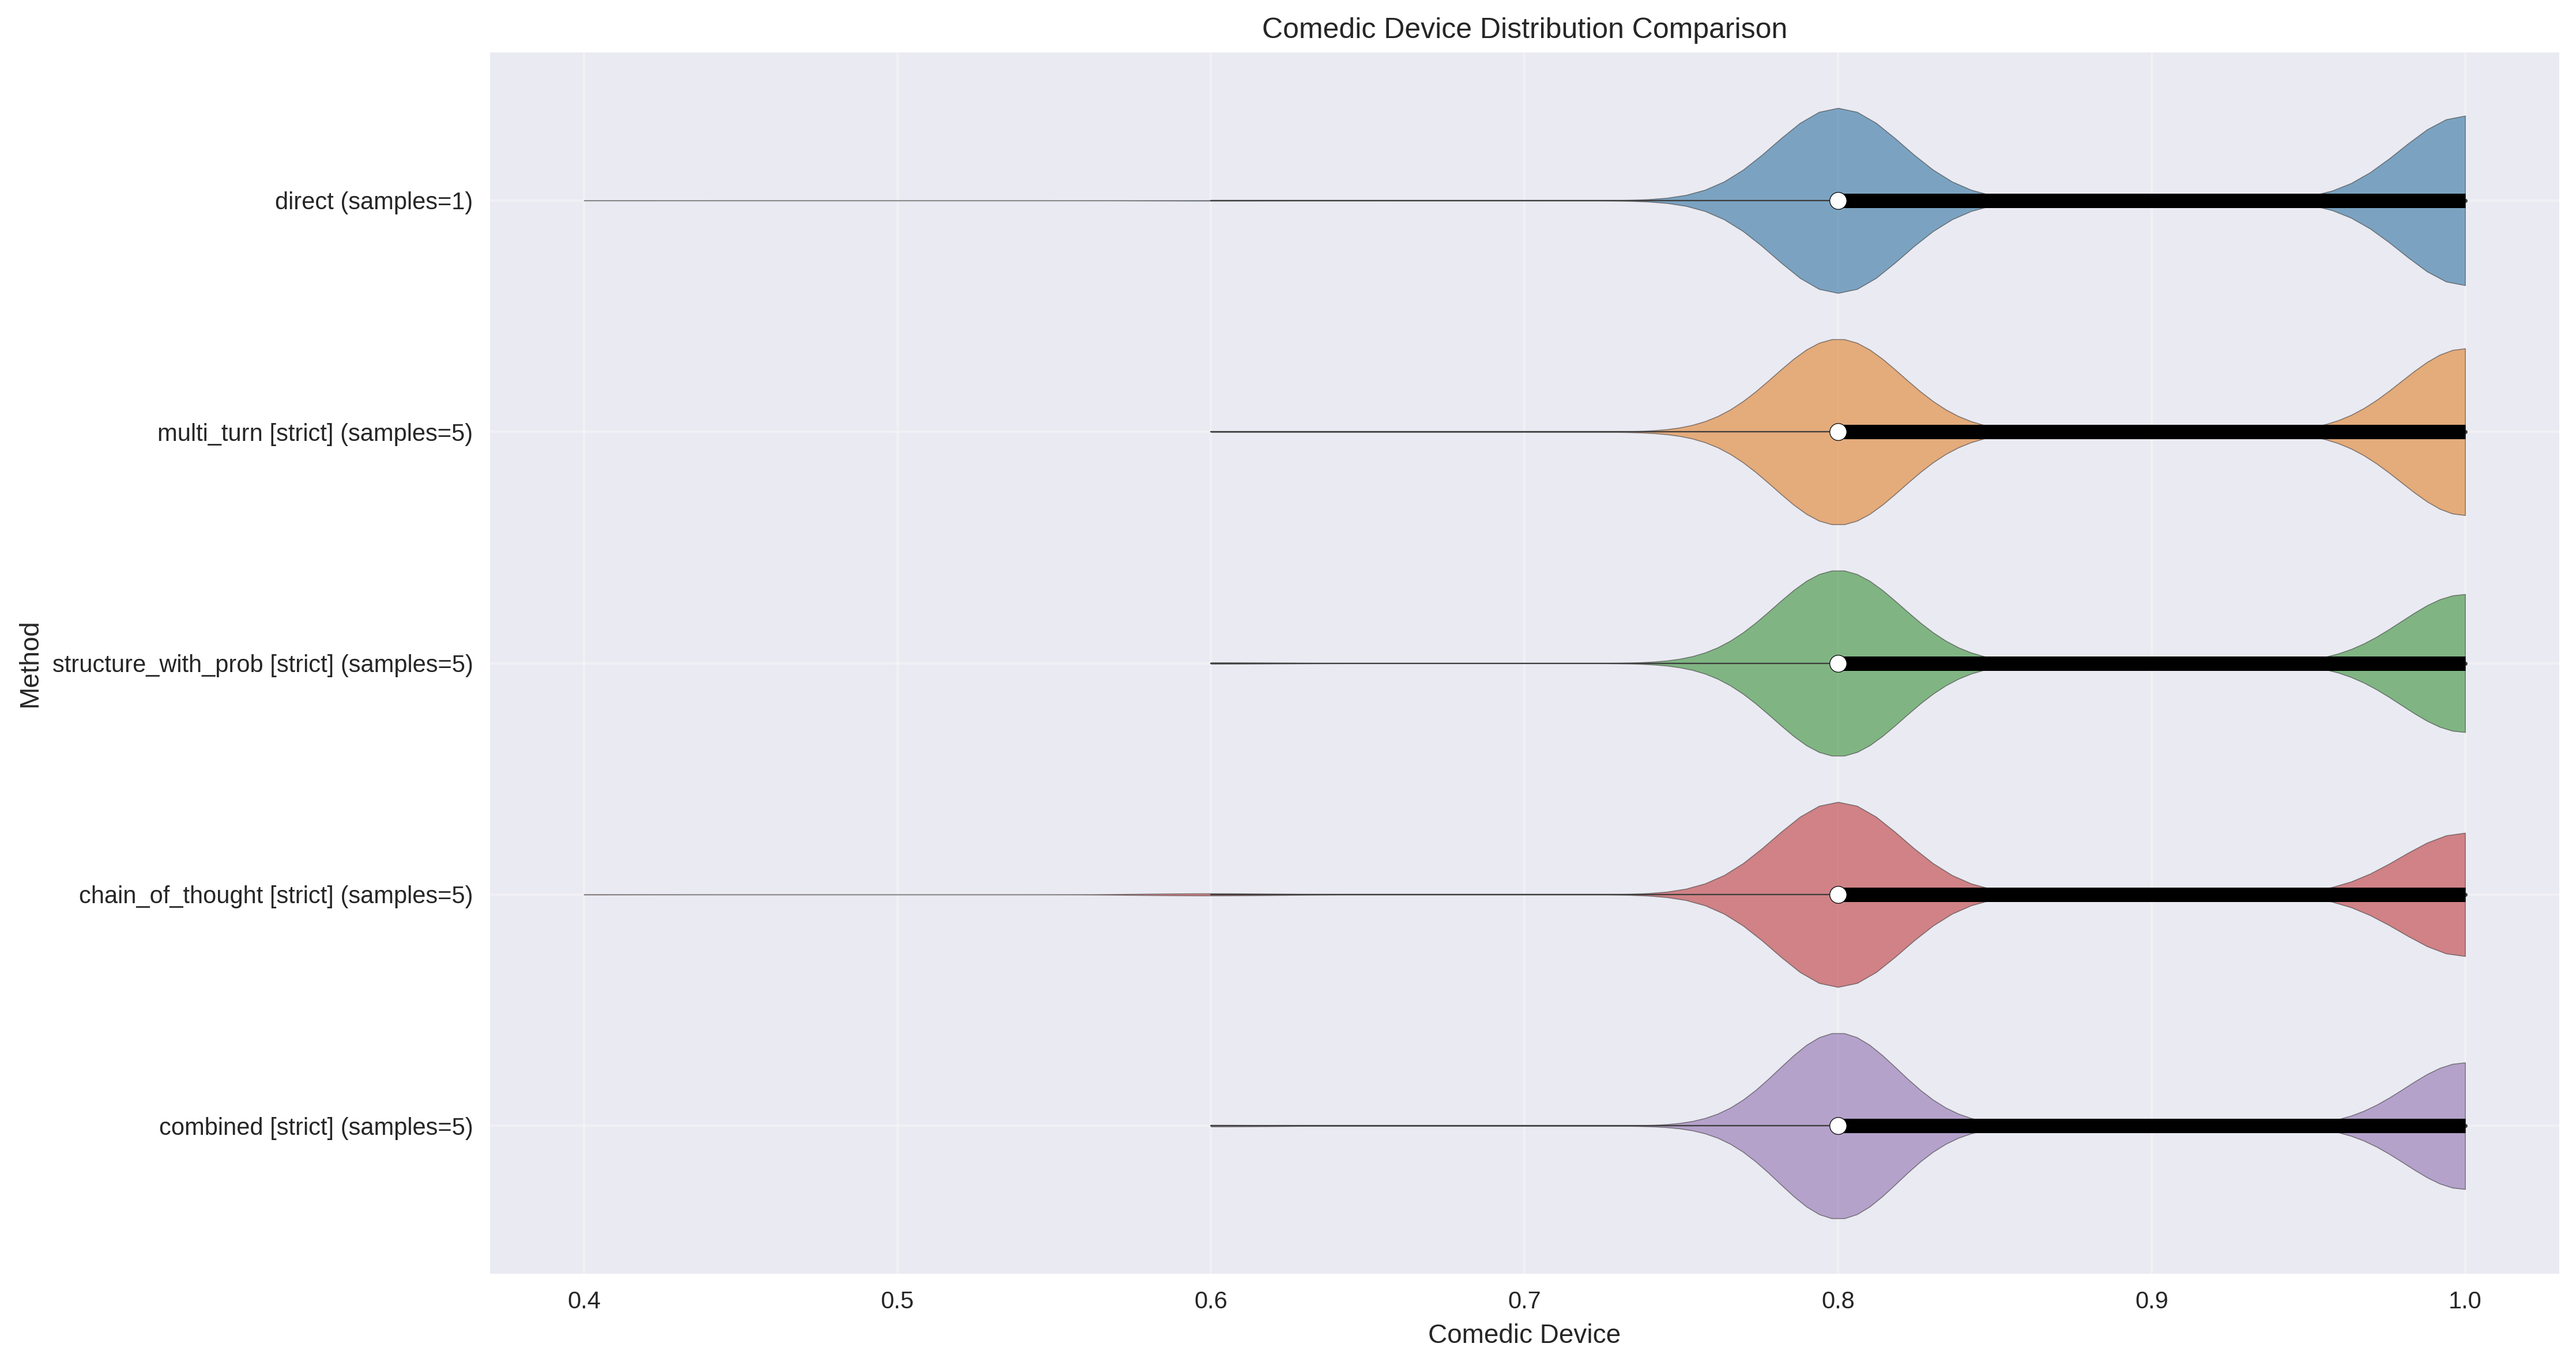 Comedic Device Distribution Comparison
direct (samples=1)
multi_turn [strict] (samples=5)
structure_with_prob [strict] (samples=5)
chain_of_thought [strict] (samples=5)
combined [strict] (samples=5)
Method
0.4 0.5 0.6 0.7 0.8 0.9 1.0
Comedic Device